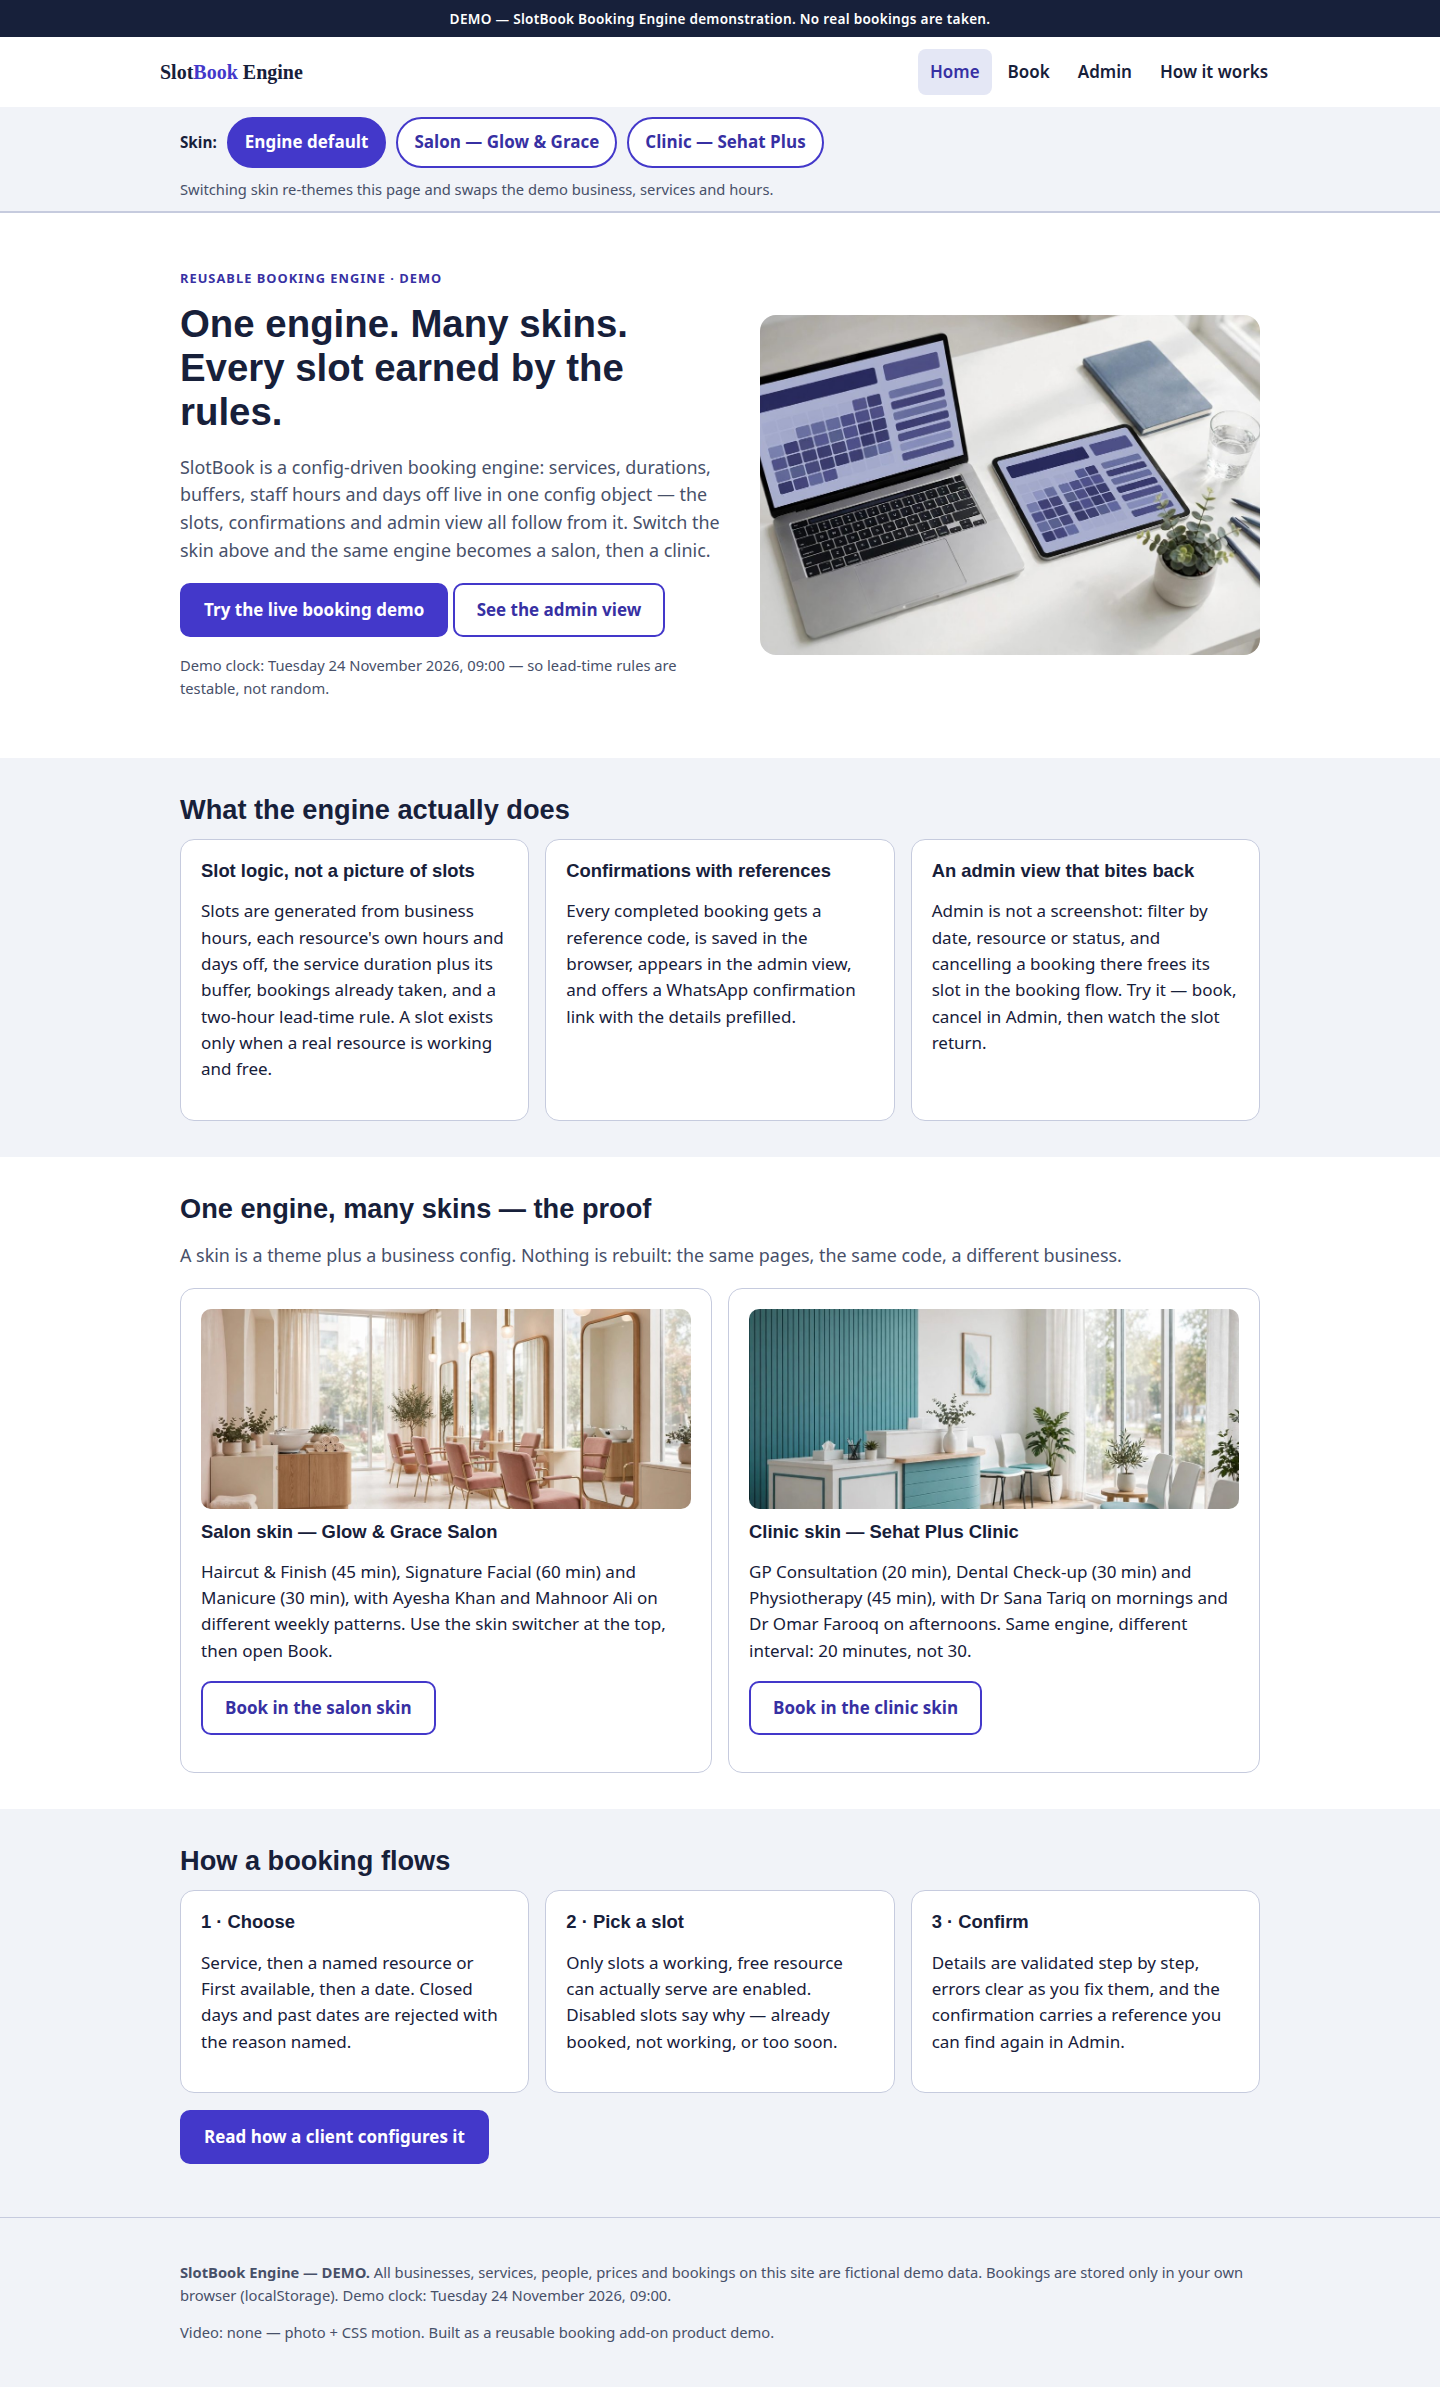 DEMO — SlotBook Booking Engine demonstration. No real bookings are taken.
SlotBook Engine
Home
Book
Admin
How it works
Skin:
Engine default
Salon — Glow & Grace
Clinic — Sehat Plus
Switching skin re-themes this page and swaps the demo business, services and hours.
REUSABLE BOOKING ENGINE · DEMO
One engine. Many skins.
Every slot earned by the
rules.
SlotBook is a config-driven booking engine: services, durations,
buffers, staff hours and days off live in one config object — the
slots, confirmations and admin view all follow from it. Switch the
skin above and the same engine becomes a salon, then a clinic.
Try the live booking demo
See the admin view
Demo clock: Tuesday 24 November 2026, 09:00 — so lead-time rules are
testable, not random.
What the engine actually does
Slot logic, not a picture of slots
Slots are generated from business
hours, each resource's own hours and
days off, the service duration plus its
buffer, bookings already taken, and a
two-hour lead-time rule. A slot exists
only when a real resource is working
and free.
Confirmations with references
Every completed booking gets a
reference code, is saved in the
browser, appears in the admin view,
and offers a WhatsApp confirmation
link with the details prefilled.
An admin view that bites back
Admin is not a screenshot: filter by
date, resource or status, and
cancelling a booking there frees its
slot in the booking flow. Try it — book,
cancel in Admin, then watch the slot
return.
One engine, many skins — the proof
A skin is a theme plus a business config. Nothing is rebuilt: the same pages, the same code, a different business.
Salon skin — Glow & Grace Salon
Haircut & Finish (45 min), Signature Facial (60 min) and
Manicure (30 min), with Ayesha Khan and Mahnoor Ali on
different weekly patterns. Use the skin switcher at the top,
then open Book.
Book in the salon skin
Clinic skin — Sehat Plus Clinic
GP Consultation (20 min), Dental Check-up (30 min) and
Physiotherapy (45 min), with Dr Sana Tariq on mornings and
Dr Omar Farooq on afternoons. Same engine, different
interval: 20 minutes, not 30.
Book in the clinic skin
How a booking flows
1 · Choose
Service, then a named resource or
First available, then a date. Closed
days and past dates are rejected with
the reason named.
2 · Pick a slot
Only slots a working, free resource
can actually serve are enabled.
Disabled slots say why — already
booked, not working, or too soon.
3 · Confirm
Details are validated step by step,
errors clear as you fix them, and the
confirmation carries a reference you
can find again in Admin.
Read how a client configures it
SlotBook Engine — DEMO. All businesses, services, people, prices and bookings on this site are fictional demo data. Bookings are stored only in your own
browser (localStorage). Demo clock: Tuesday 24 November 2026, 09:00.
Video: none — photo + CSS motion. Built as a reusable booking add-on product demo.